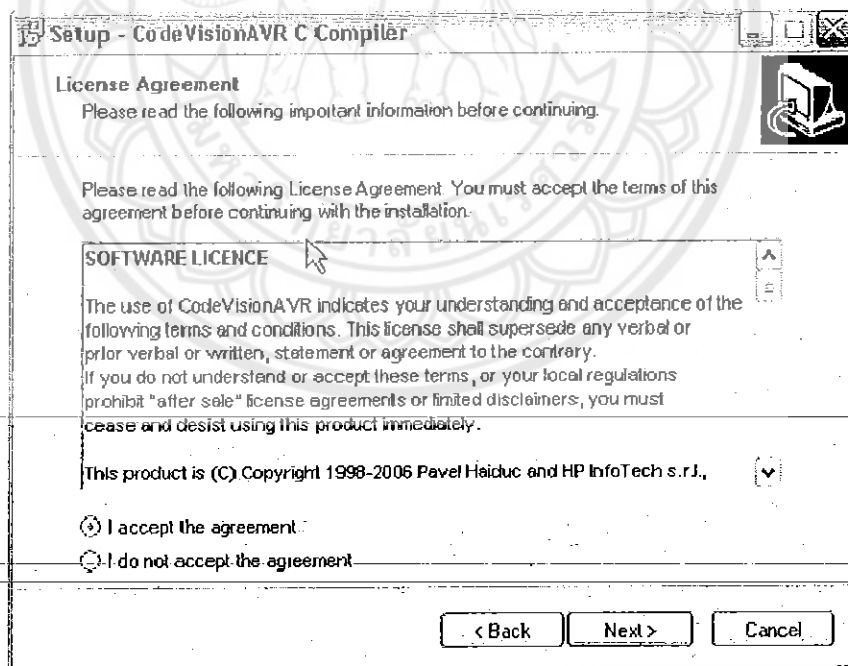 Setup - CodeVisionAVR C Compiler
License Agreement
Please read the following important information before continuing.
Please read the following License Agreement. You must accept the terms of this
agreement before continuing with the installation.
SOFTWARE LICENCE
The use of CodeVisionAVR indicates your understanding and acceptance of the
following terms and conditions. This license shall supersede any verbal or
prior verbal or written, statement or agreement to the contrary.
If you do not understand or accept these terms, or your local regulations
prohibit "after sale" license agreements or limited disclaimers, you must
cease and desist using this product immediately.
This product is (C) Copyright 1998-2006 Pavel Haiduc and HP InfoTech s.r.l.,
I accept the agreement
I do not accept the agreement
< Back
Next >
Cancel